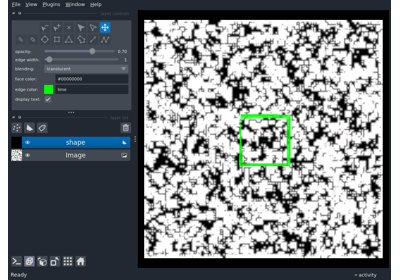 File View Plugins Window Help
opacity: 0.70
edge width: 1
blending: translucent
face color: #00000000
edge color: lime
display text: ✓
shape
Image
Ready
activity